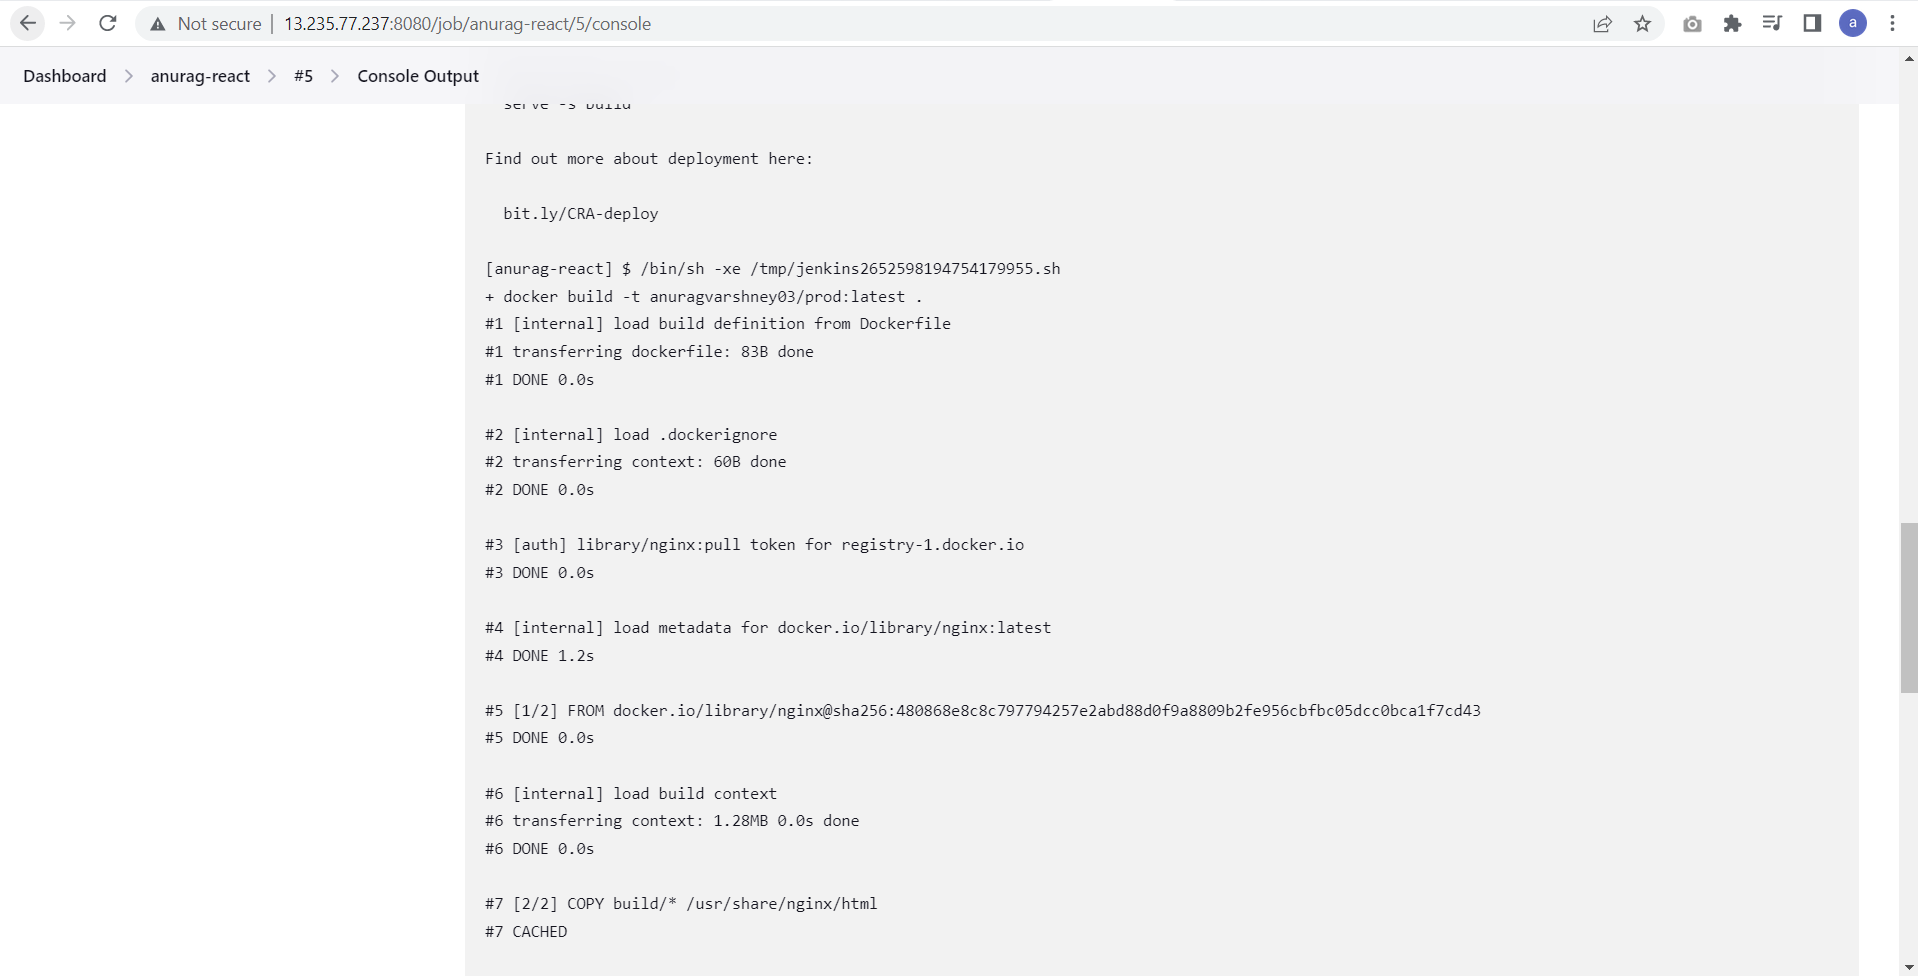 Not secure | 13.235.77.237:8080/job/anurag-react/5/console
a
Dashboard > anurag-react > #5 > Console Output
serve -s build
Find out more about deployment here:
bit.ly/CRA-deploy
[anurag-react] $ /bin/sh -xe /tmp/jenkins2652598194754179955.sh
+ docker build -t anuragvarshney03/prod:latest .
#1 [internal] load build definition from Dockerfile
#1 transferring dockerfile: 83B done
#1 DONE 0.0s
#2 [internal] load .dockerignore
#2 transferring context: 60B done
#2 DONE 0.0s
#3 [auth] library/nginx:pull token for registry-1.docker.io
#3 DONE 0.0s
#4 [internal] load metadata for docker.io/library/nginx:latest
#4 DONE 1.2s
#5 [1/2] FROM docker.io/library/nginx@sha256:480868e8c8c797794257e2abd88d0f9a8809b2fe956cbfbc05dcc0bca1f7cd43
#5 DONE 0.0s
#6 [internal] load build context
#6 transferring context: 1.28MB 0.0s done
#6 DONE 0.0s
#7 [2/2] COPY build/* /usr/share/nginx/html
#7 CACHED